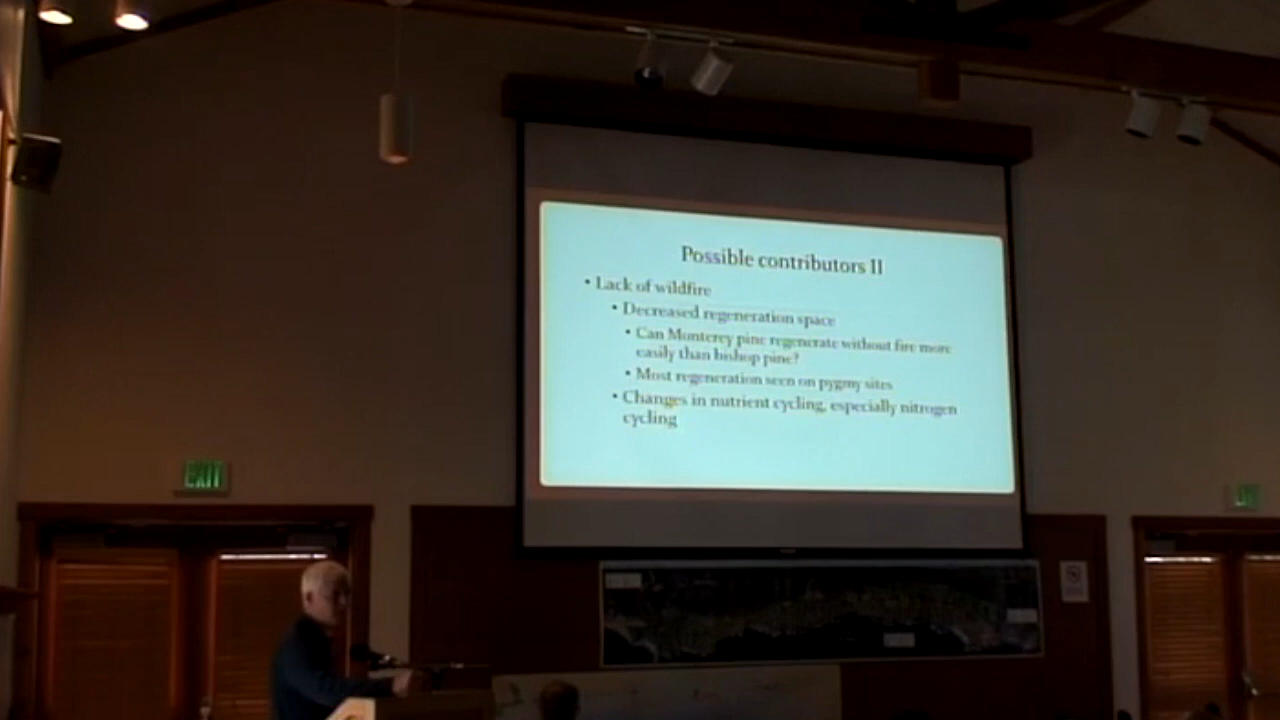 Possible contributors II
• Lack of wildfire
• Decreased regeneration space
• Can Monterey pine regenerate without fire more
easily than bishop pine?
• Most regeneration seen on pygmy sites
• Changes in nutrient cycling, especially nitrogen
cycling
EXIT